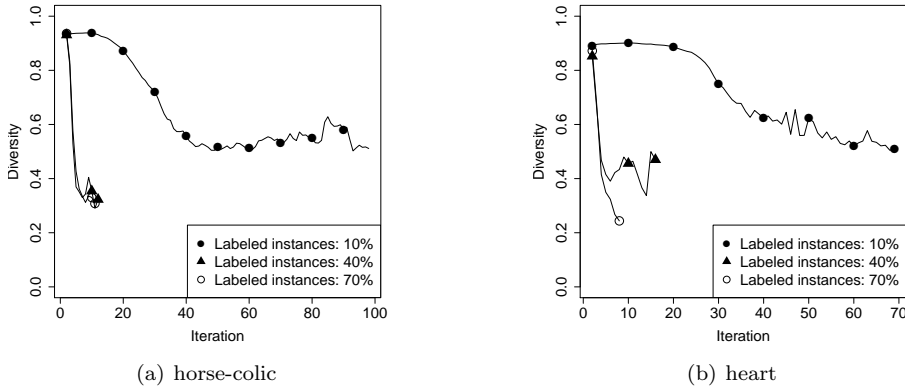 1.0
0.8
0.6
0.4
0.2
0.0
Diversity
Labeled instances: 10%
Labeled instances: 40%
Labeled instances: 70%
0 20 40 60 80 100
Iteration
(a) horse-colic
1.0
0.8
0.6
0.4
0.2
0.0
Diversity
Labeled instances: 10%
Labeled instances: 40%
Labeled instances: 70%
0 10 20 30 40 50 60 70
Iteration
(b) heart